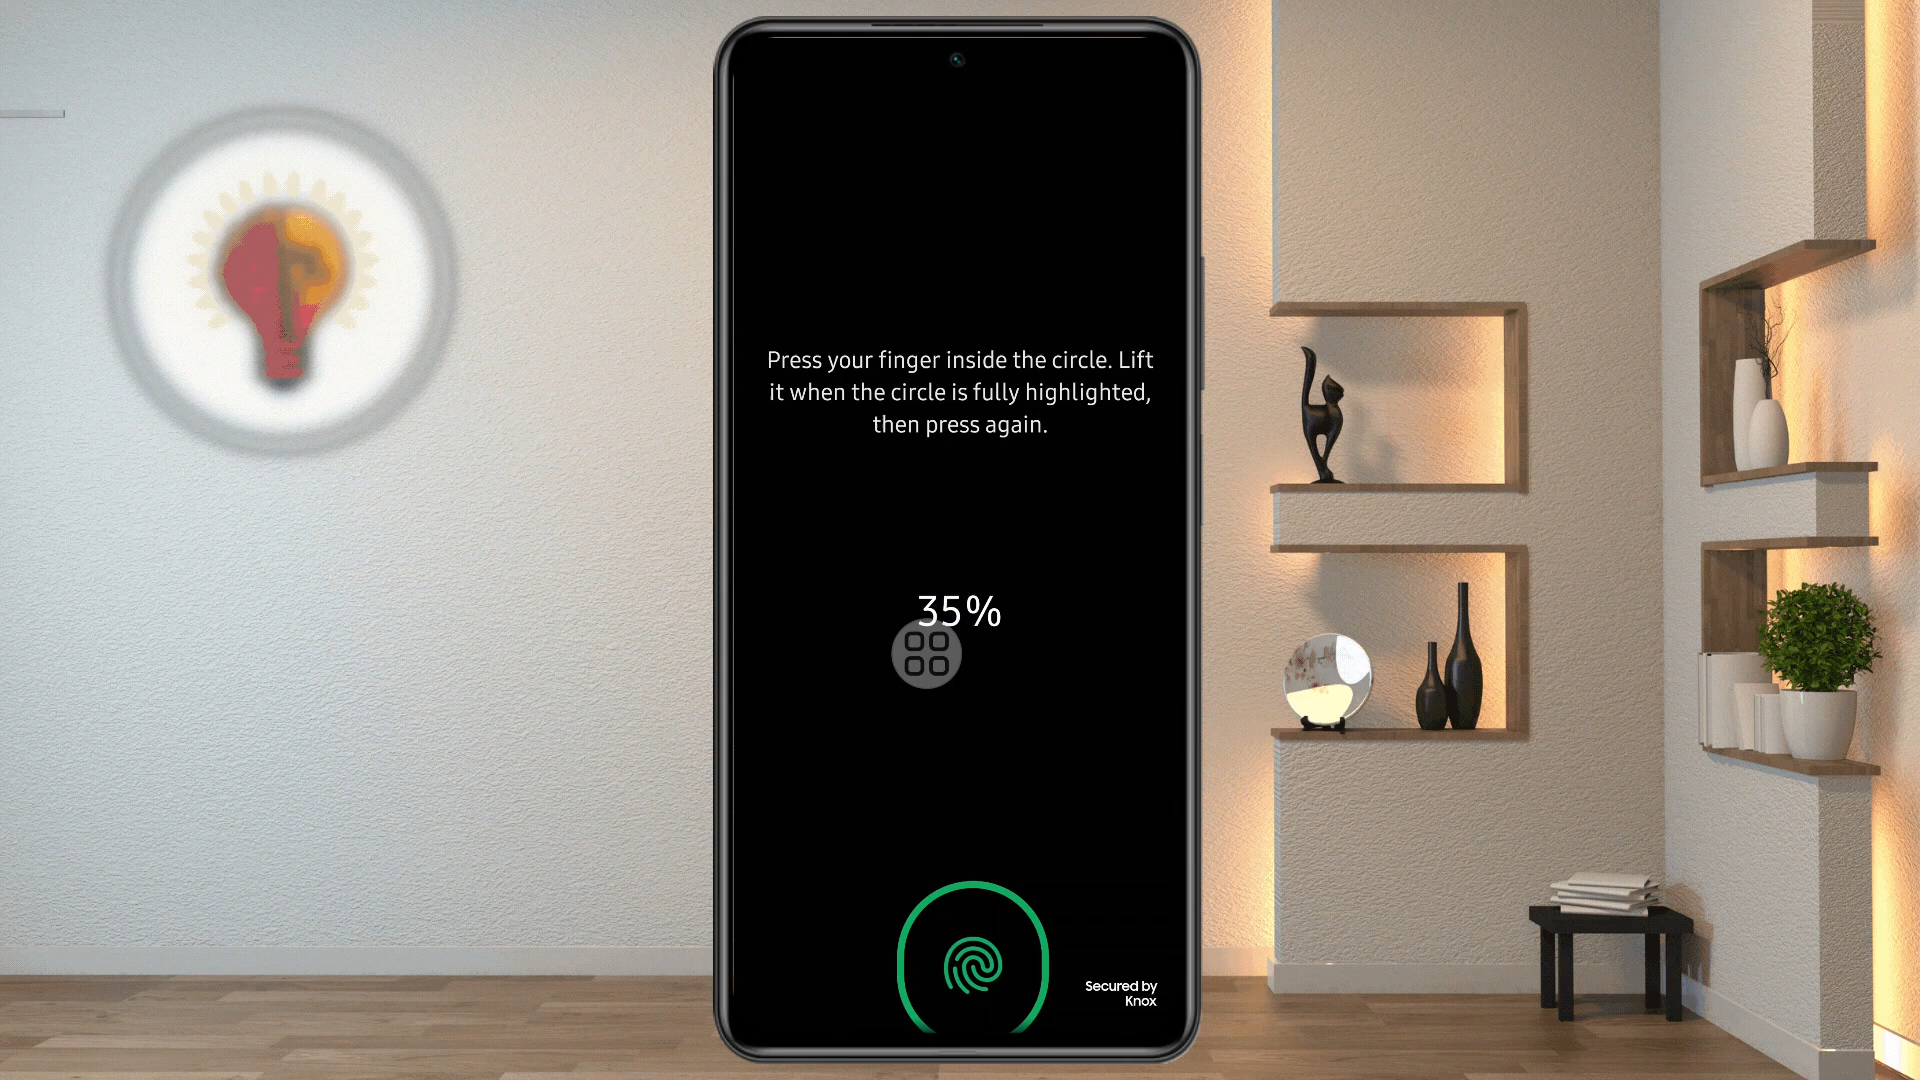 Press your finger inside the circle. Lift
it when the circle is fully highlighted,
then press again.
35%
Secured by
Knox